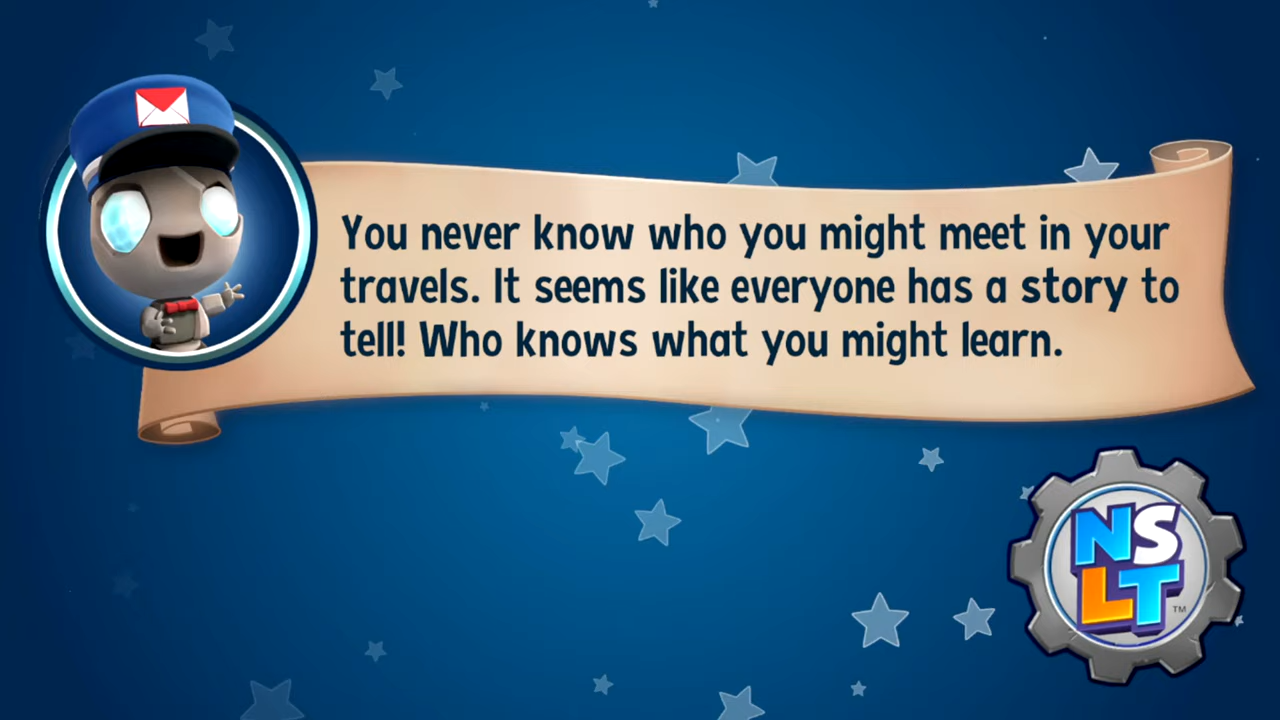 You never know who you might meet in your
travels. It seems like everyone has a story to
tell! Who knows what you might learn.
NS
LT
TM